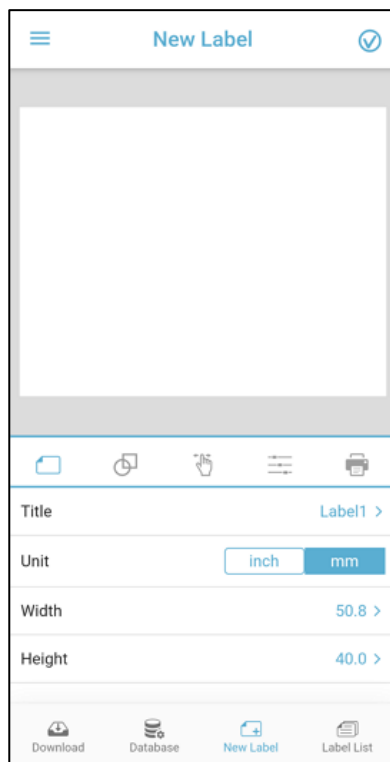 New Label
Title Label1 >
Unit inch mm
Width 50.8 >
Height 40.0 >
Download Database New Label Label List